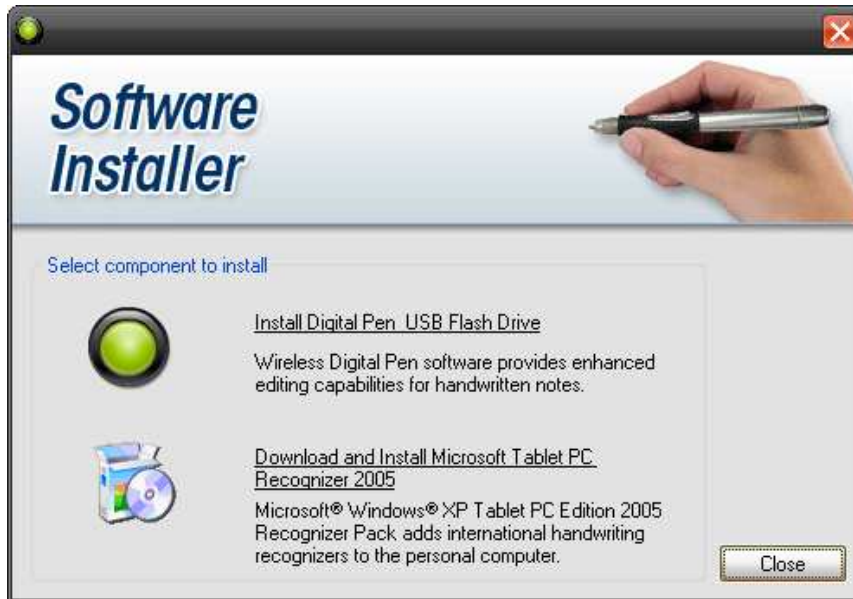 Software
Installer
Select component to install
Install Digital Pen USB Flash Drive
Wireless Digital Pen software provides enhanced
editing capabilities for handwritten notes.
Download and Install Microsoft Tablet PC
Recognizer 2005
Microsoft® Windows® XP Tablet PC Edition 2005
Recognizer Pack adds international handwriting
recognizers to the personal computer.
Close